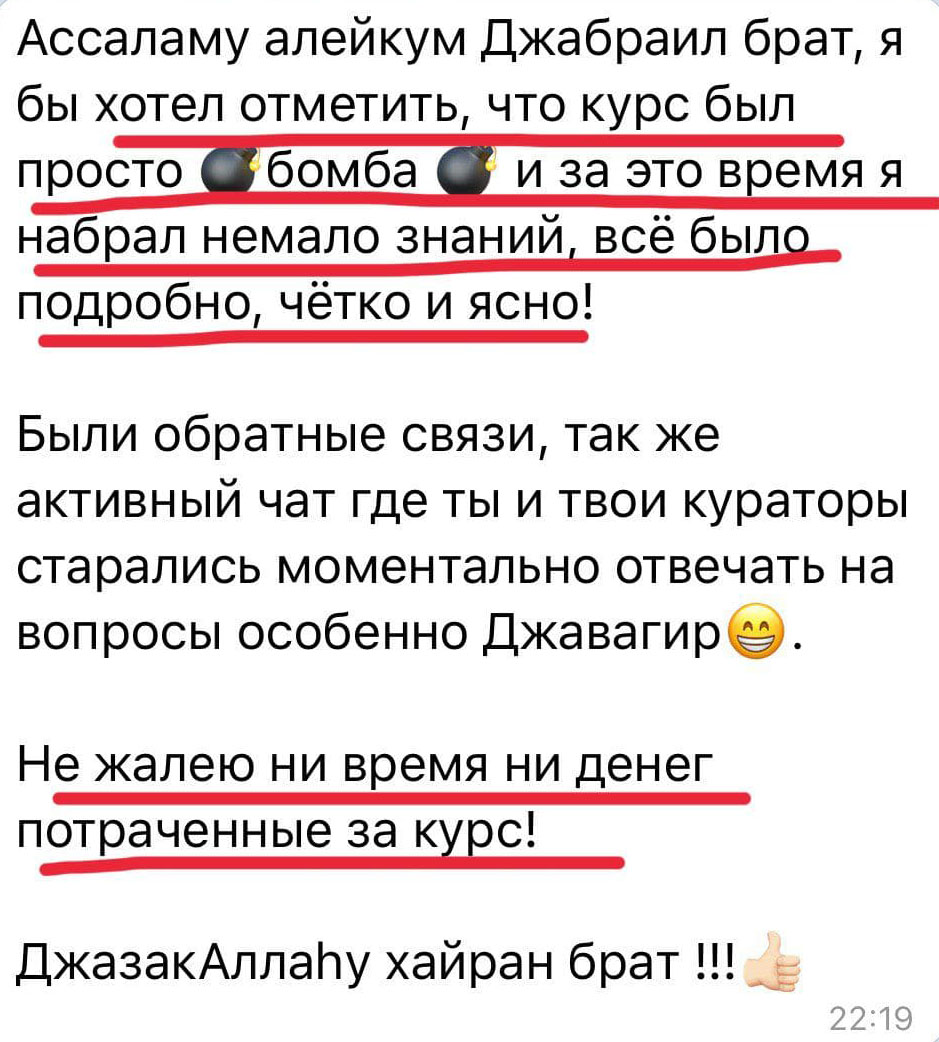 Ассаламу алейкум Джабраил брат, я
бы хотел отметить, что курс был
просто 💣бомба 💣 и за это время я
набрал немало знаний, всё было
подробно, чётко и ясно!
Были обратные связи, так же
активный чат где ты и твои кураторы
старались моментально отвечать на
вопросы особенно Джавагир😁.
Не жалею ни время ни денег
потраченные за курс!
ДжазакАллаhу хайран брат !!!👍🏻
22:19